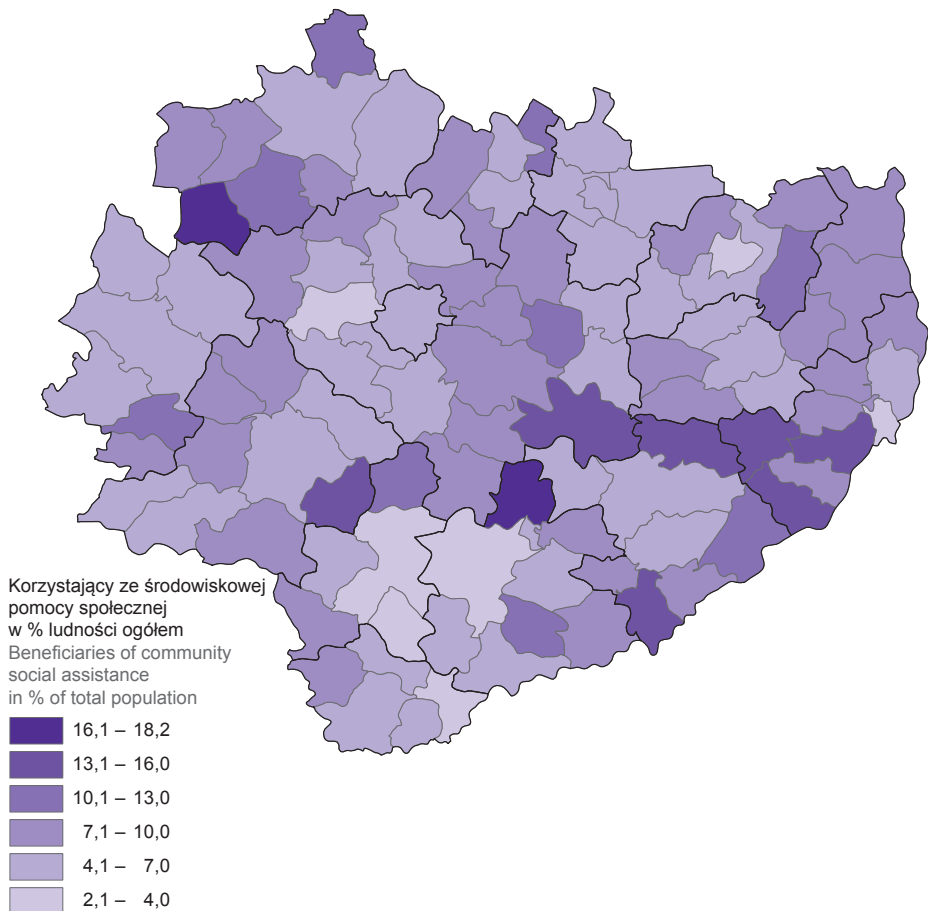 Korzystający ze środowiskowej
pomocy społecznej
w % ludności ogółem
Beneficiaries of community
social assistance
in % of total population
16,1 – 18,2
13,1 – 16,0
10,1 – 13,0
7,1 – 10,0
4,1 – 7,0
2,1 – 4,0